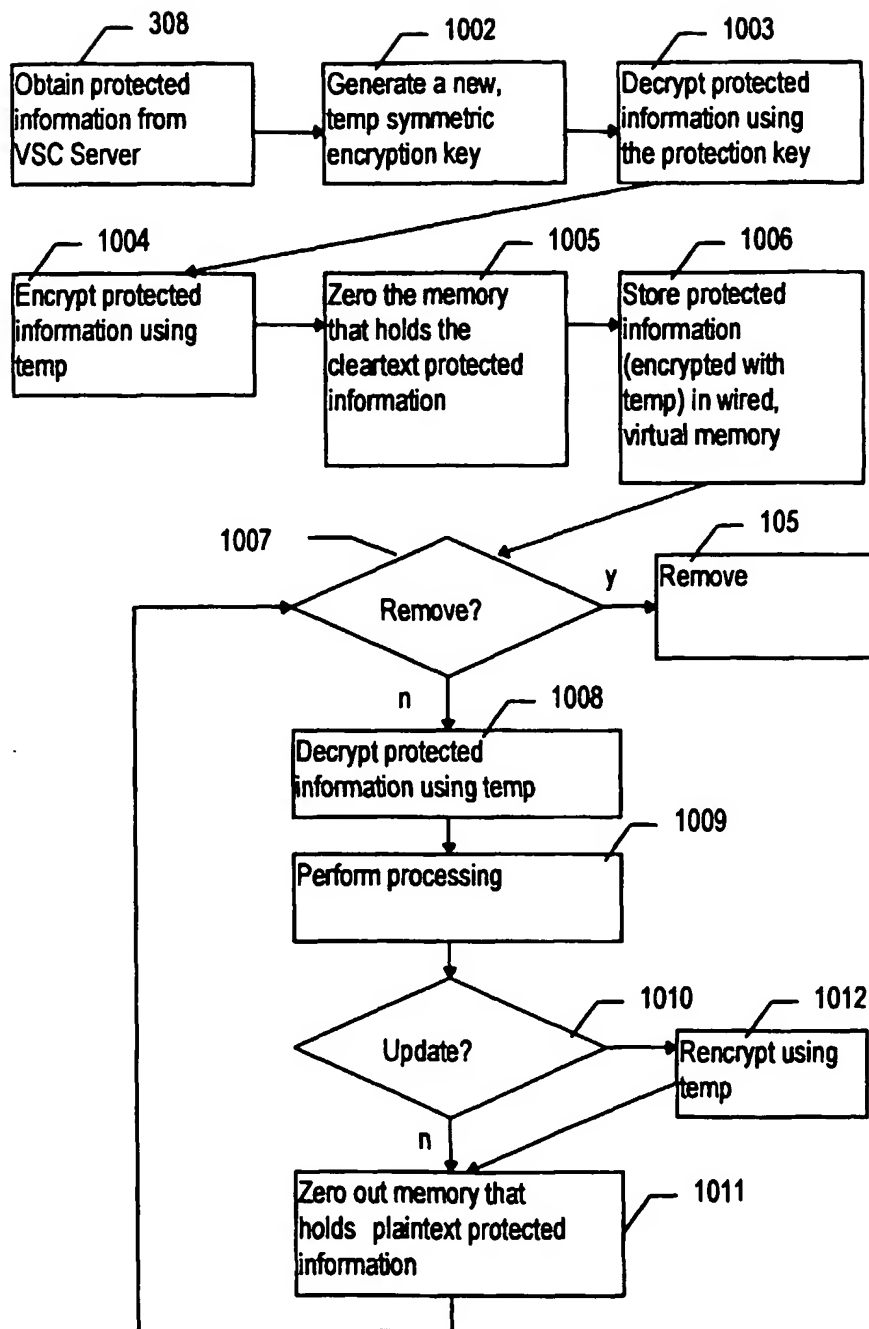 308
Obtain protected
information from
VSC Server
1002
Generate a new,
temp symmetric
encryption key
1003
Decrypt protected
information using
the protection key
1004
Encrypt protected
information using
temp
1005
Zero the memory
that holds the
cleartext protected
information
1006
Store protected
information
(encrypted with
temp) in wired,
virtual memory
1007
Remove?
y
105
Remove
n
1008
Decrypt protected
information using temp
1009
Perform processing
1010
Update?
1012
Rencrypt using
temp
n
1011
Zero out memory that
holds plaintext protected
information